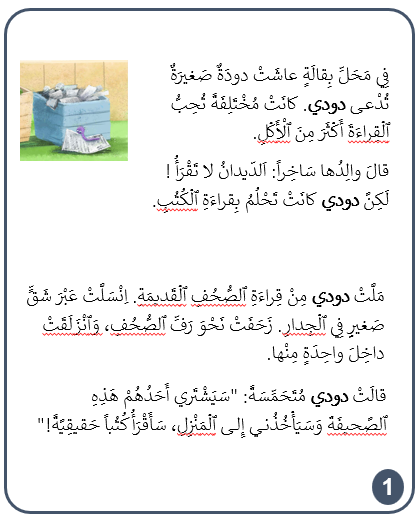 فِي مَحَلِّ بِقالَةٍ عاشَتْ دودَةٌ صَغيرَةٌ
تُدْعى دودي. كانَتْ مُخْتَلِفَةً تُحِبُّ
ٱلْقِراءَةَ أَكْثَرَ مِنَ ٱلْأَكْلِ.
قالَ والِدُها سَاخِراً: اَلدّيدانُ لا تَقْرَأُ !
لَكِنَّ دودي كانَتْ تَحْلُمُ بِقِراءَةِ ٱلْكُتُبِ.
مَلَّتْ دودي مِنْ قِراءَةِ ٱلصُّحُفِ ٱلْقَديمَةِ. اِنْسَلَّتْ عَبْرَ شَقٍّ
صَغيرٍ فِي ٱلْجِدارِ. زَحَفَتْ نَحْوَ رَفِّ ٱلصُّحُفِ، وَٱنْزَلَقَتْ
داخِلَ واحِدَةٍ مِنْها.
قالَتْ دودي مُتَحَمِّسَةً: "سَيَشْتَري أَحَدُهُمْ هَذِهِ
ٱلصَّحيفَةَ وَسَيَأْخُذُني إِلى ٱلْمَنْزِلِ، سَأَقْرَأُ كُتُباً حَقيقِيَّةً!"
1